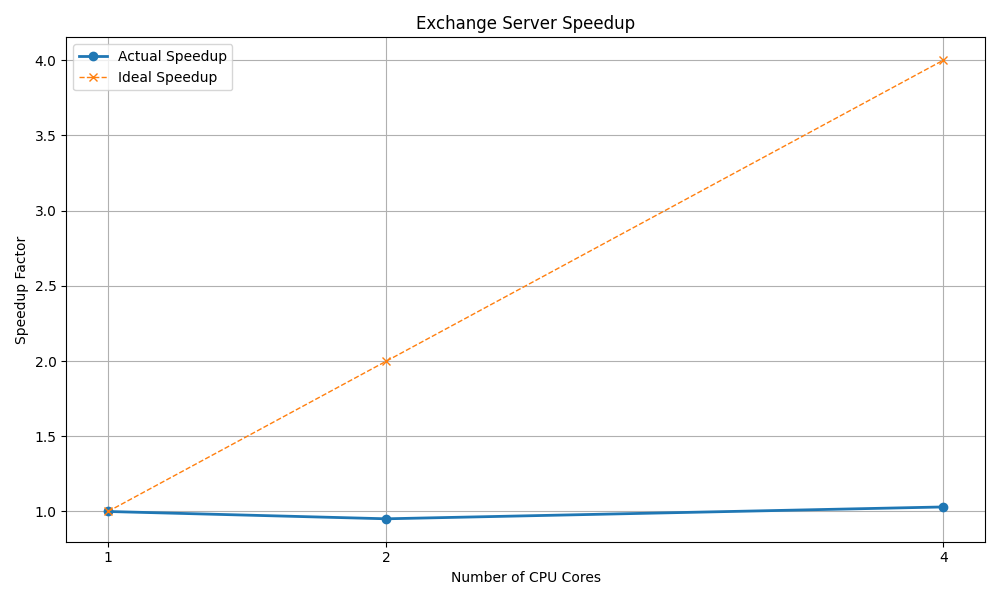 Exchange Server Speedup
Actual Speedup
Ideal Speedup
4.0
3.5
3.0
2.5
2.0
1.5
1.0
Speedup Factor
1 2 4
Number of CPU Cores